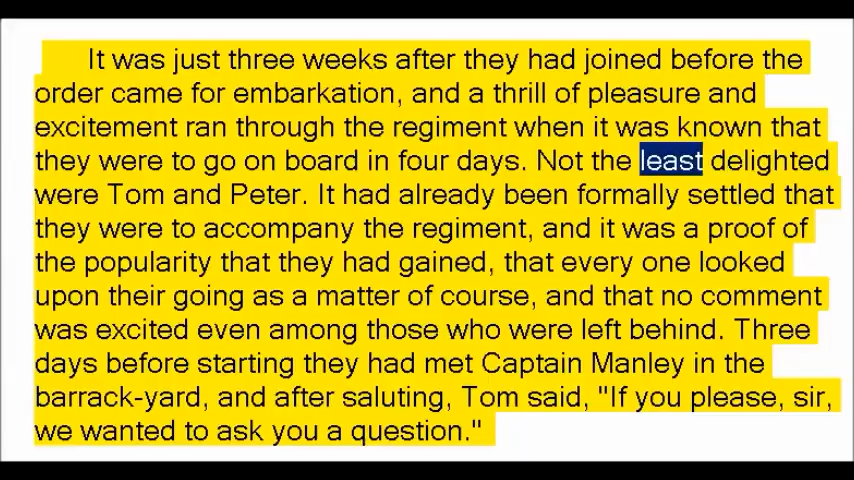 It was just three weeks after they had joined before the
order came for embarkation, and a thrill of pleasure and
excitement ran through the regiment when it was known that
they were to go on board in four days. Not the least delighted
were Tom and Peter. It had already been formally settled that
they were to accompany the regiment, and it was a proof of
the popularity that they had gained, that every one looked
upon their going as a matter of course, and that no comment
was excited even among those who were left behind. Three
days before starting they had met Captain Manley in the
barrack-yard, and after saluting, Tom said, "If you please, sir,
we wanted to ask you a question."